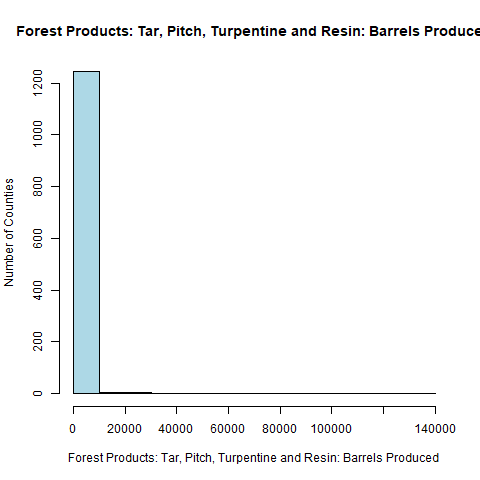 Forest Products: Tar, Pitch, Turpentine and Resin: Barrels Produce
Number of Counties
1200
1000
800
600
400
200
0
0 20000 40000 60000 80000 100000 140000
Forest Products: Tar, Pitch, Turpentine and Resin: Barrels Produced